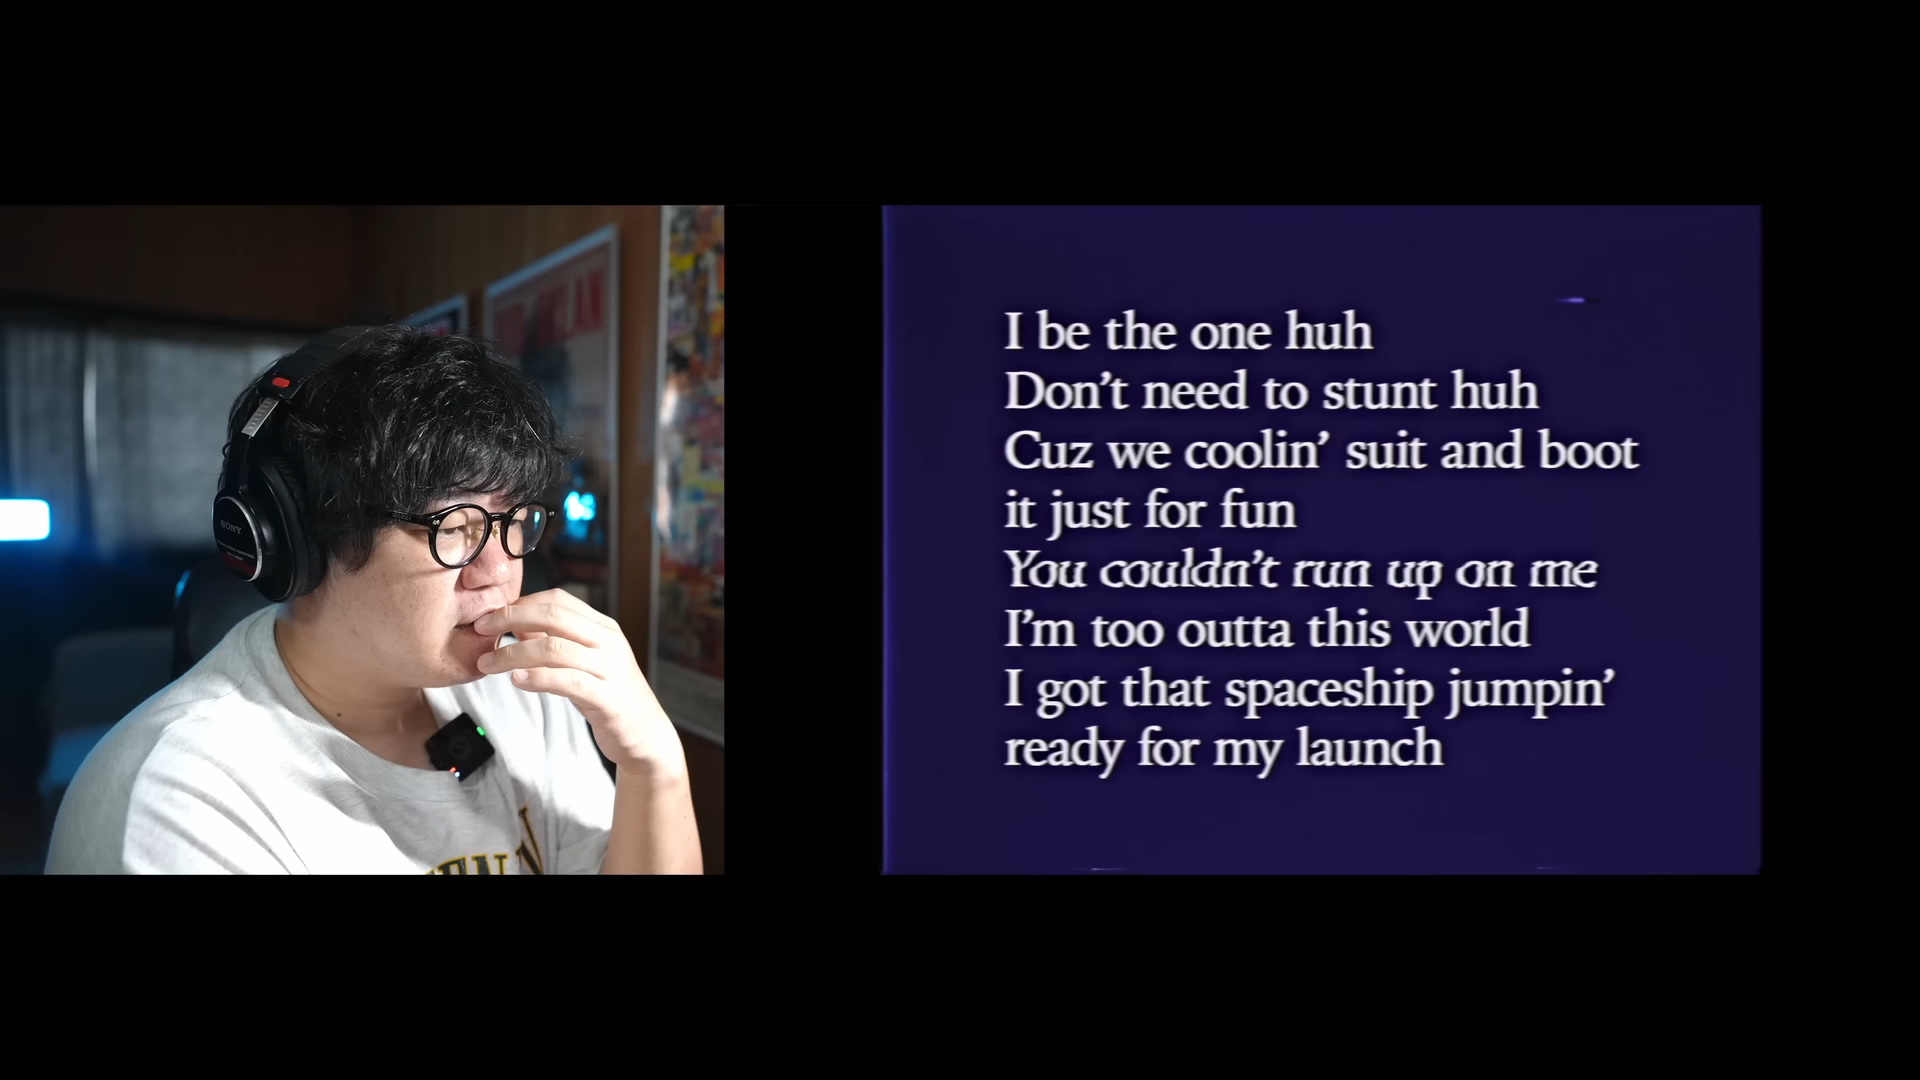 SONY
I be the one huh
Don't need to stunt huh
Cuz we coolin' suit and boot
it just for fun
You couldn't run up on me
I'm too outta this world
I got that spaceship jumpin'
ready for my launch